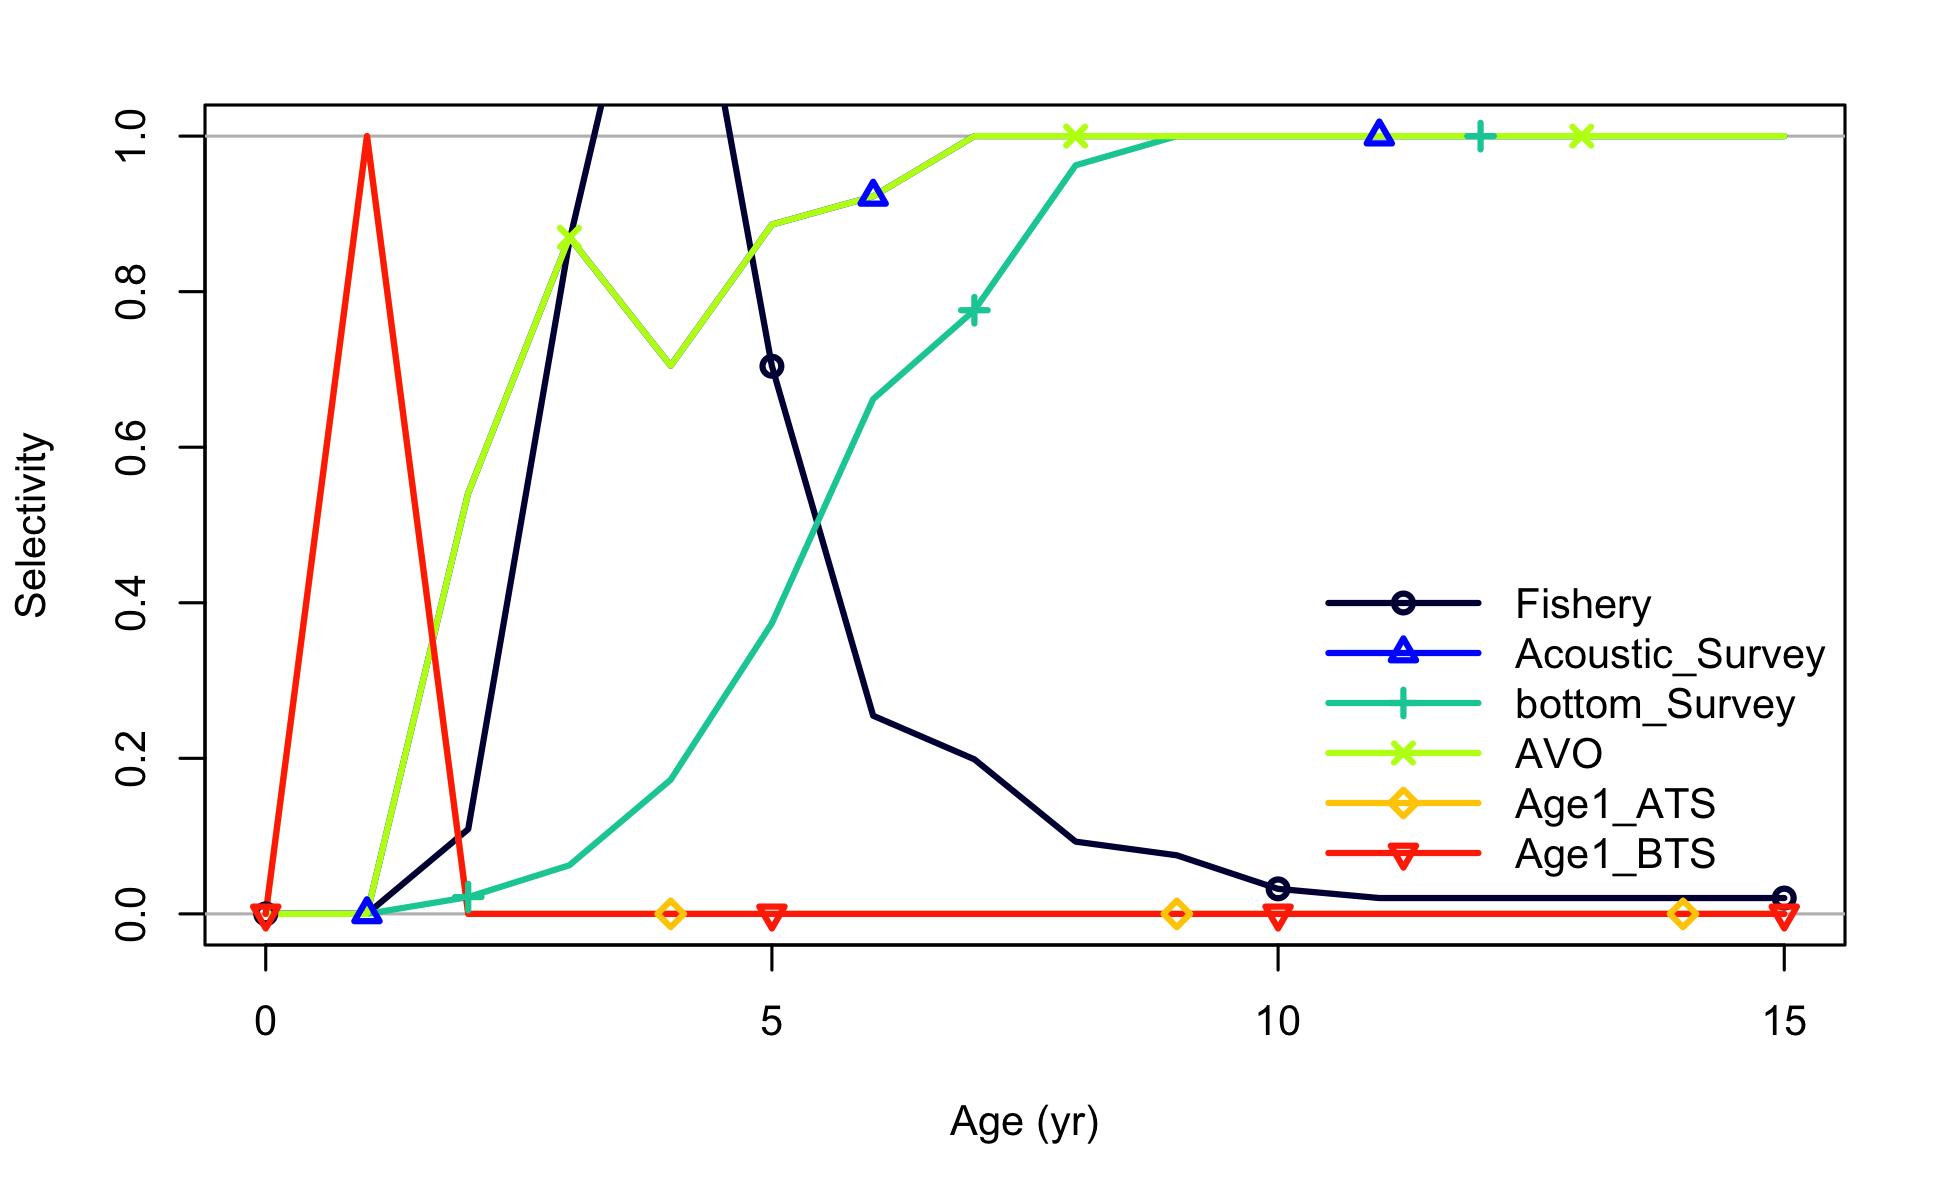 1.0
0.8
0.6
0.4
0.2
0.0
Selectivity
Fishery
Acoustic_Survey
bottom_Survey
AVO
Age1_ATS
Age1_BTS
0 5 10 15
Age (yr)